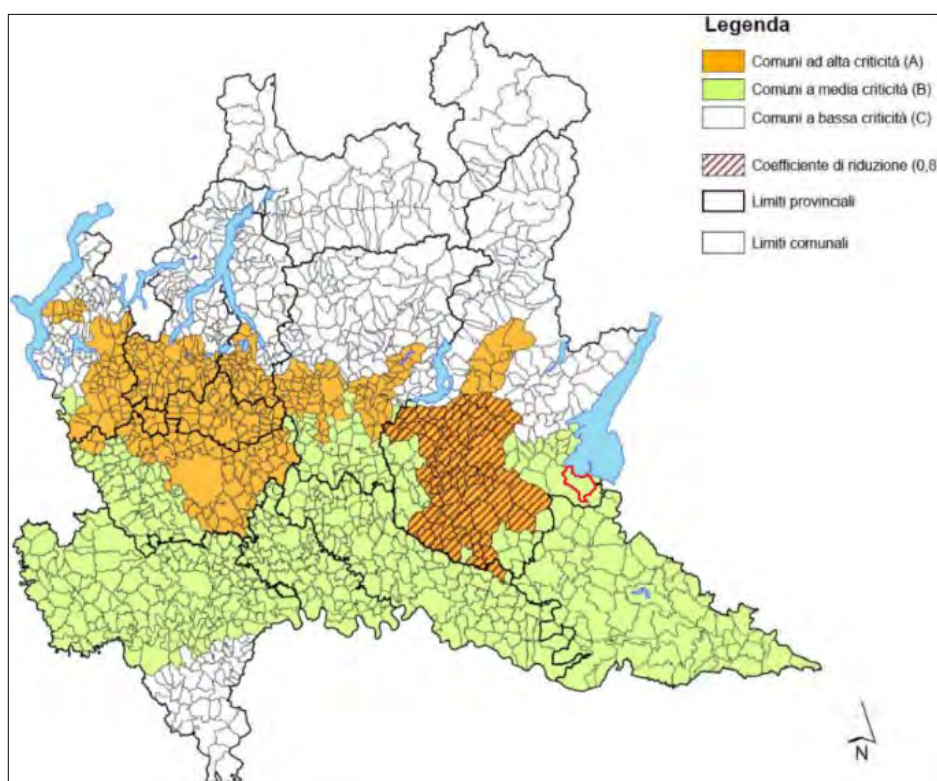 Legenda
Comuni ad alta criticità (A)
Comuni a media criticità (B)
Comuni a bassa criticità (C)
Coefficiente di riduzione (0,8
Limiti provinciali
Limiti comunali
N